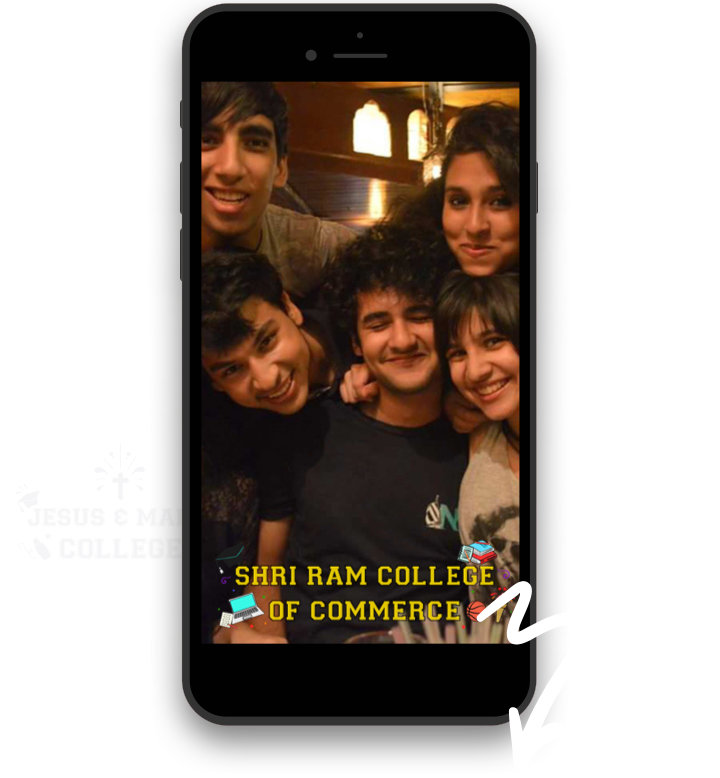 JESUS & MA
COLLEGE
N
SHRI RAM COLLEGE
OF COMMERCE